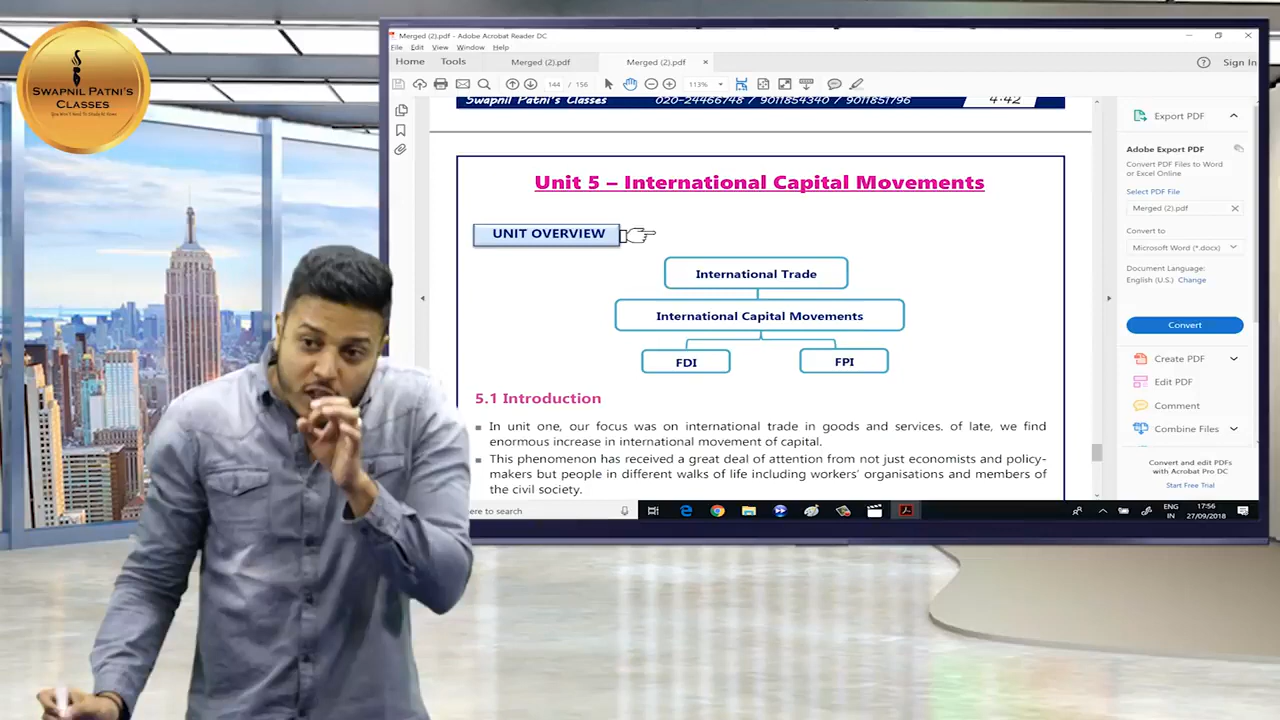 SWAPNIL PATNI'S
CLASSES
You Won't Need To Study At Home
Merged (2).pdf - Adobe Acrobat Reader DC
File Edit View Window Help
Home Tools Merged (2).pdf Merged (2).pdf ×
Sign In
144 / 156 113%
Swapnil Patni's Classes 020-24466748 / 9011854340 / 9011851796 4.42
Unit 5 – International Capital Movements
UNIT OVERVIEW
International Trade
International Capital Movements
FDI FPI
5.1 Introduction
In unit one, our focus was on international trade in goods and services. of late, we find
enormous increase in international movement of capital.
This phenomenon has received a great deal of attention from not just economists and policy-
makers but people in different walks of life including workers' organisations and members of
the civil society.
Export PDF
Adobe Export PDF
Convert PDF Files to Word
or Excel Online
Select PDF File
Merged (2).pdf
Convert to
Microsoft Word (*.docx)
Document Language:
English (U.S.) Change
Convert
Create PDF
Edit PDF
Comment
Combine Files
Convert and edit PDFs
with Acrobat Pro DC
Start Free Trial
ere to search
ENG
IN
17:56
27/09/2018